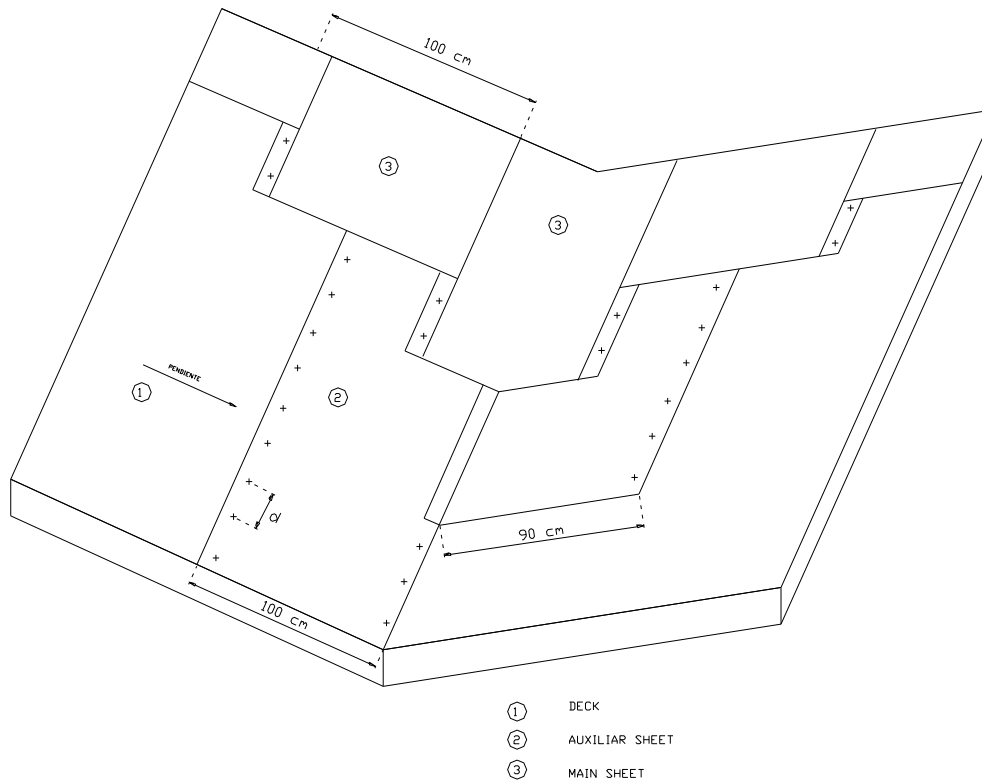 100 cm
3
3
PENDIENTE
1
2
d
90 cm
100 cm
1 DECK
2 AUXILIAR SHEET
3 MAIN SHEET